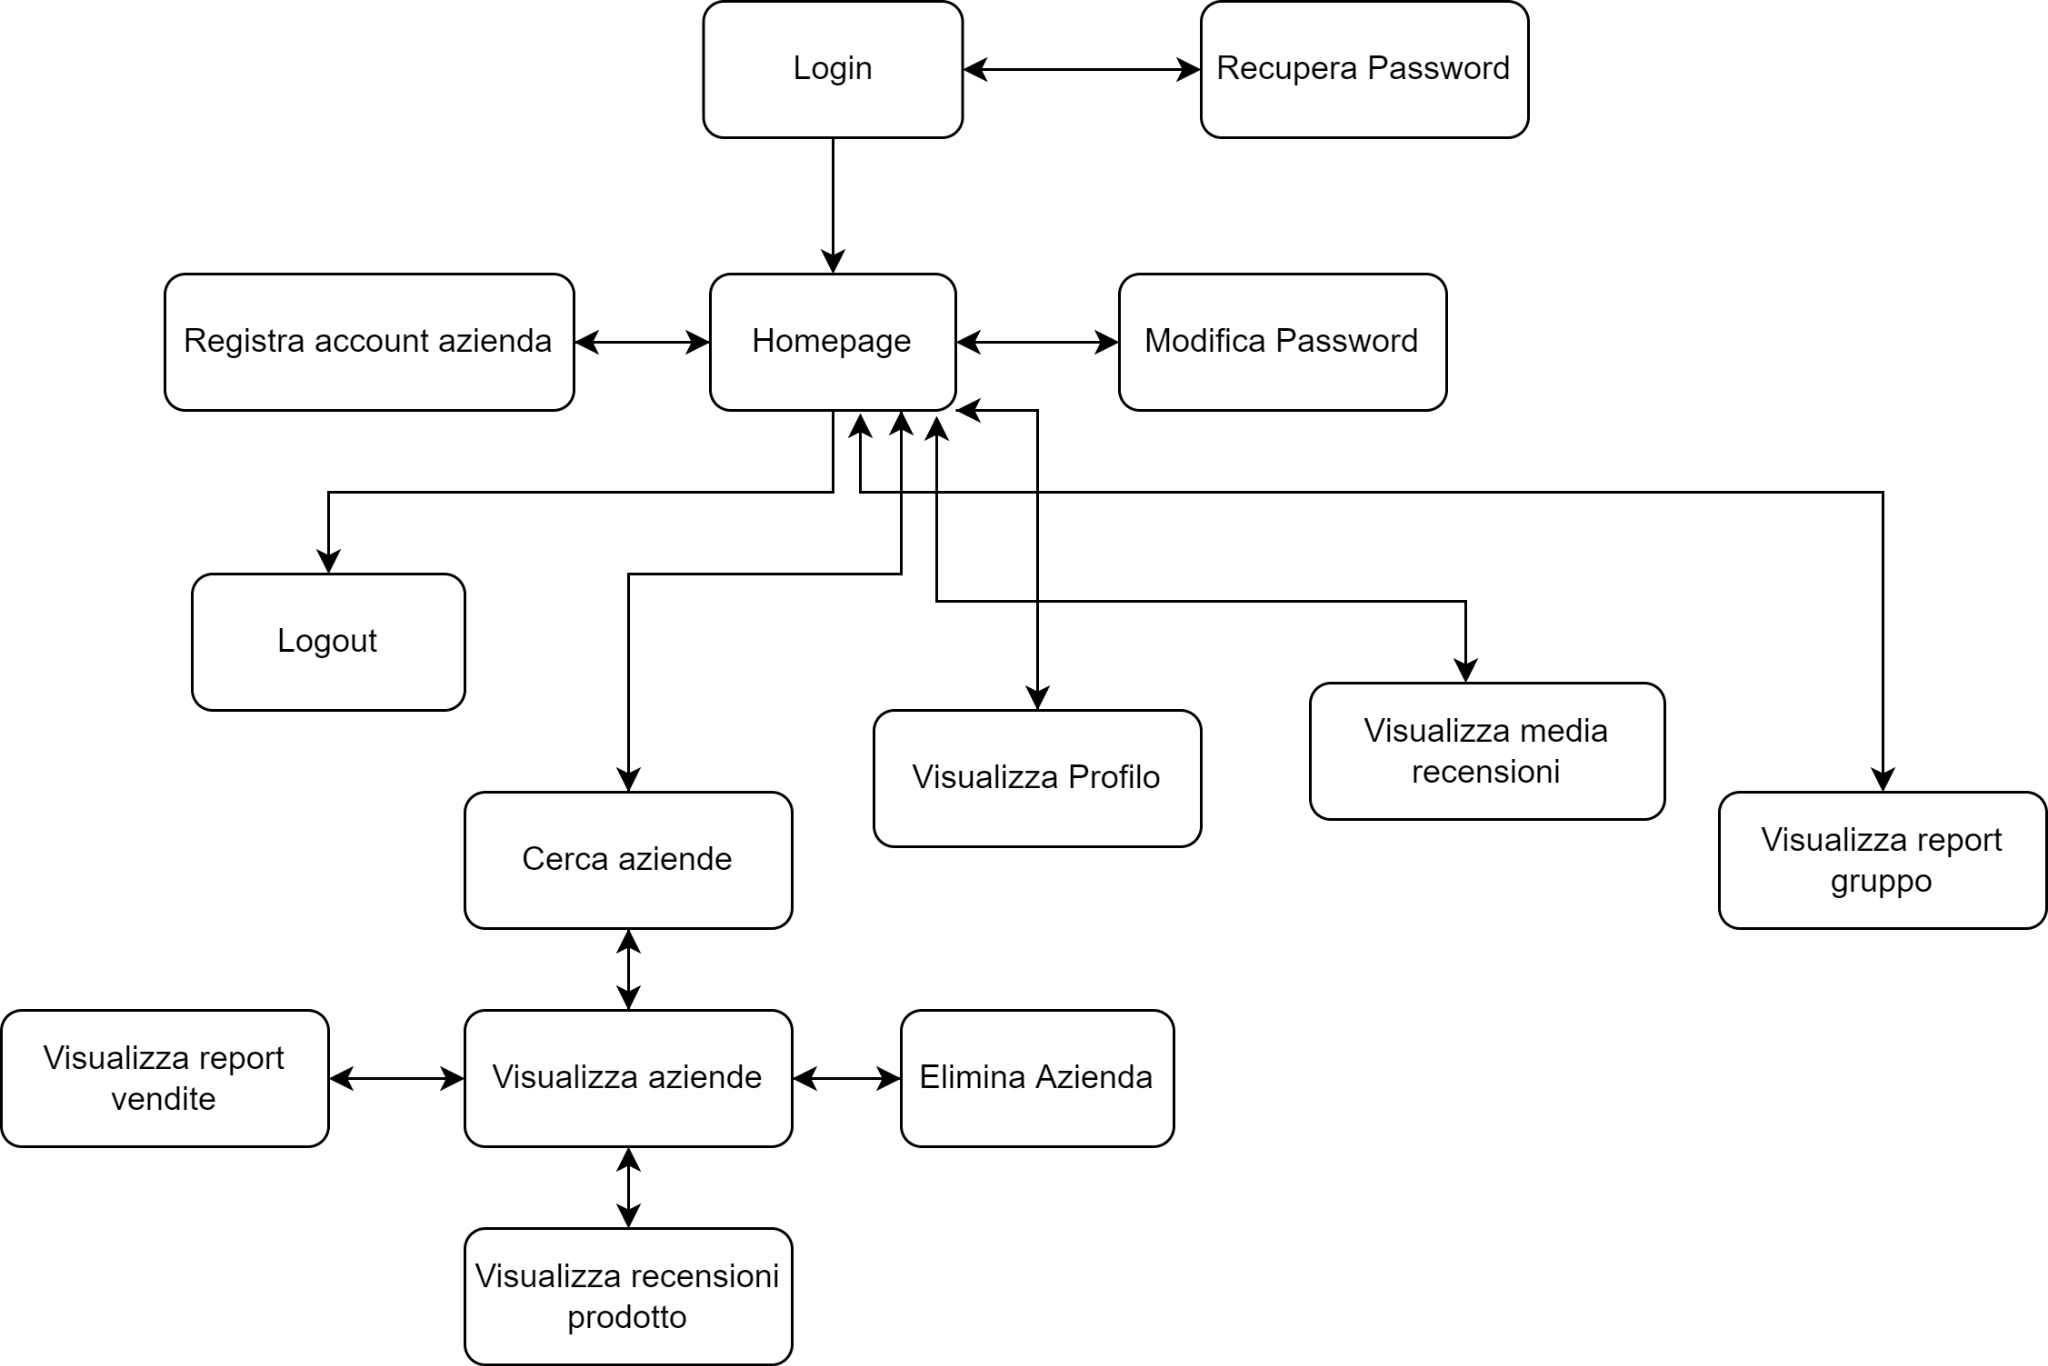 Login
Recupera Password
Registra account azienda
Homepage
Modifica Password
Logout
Visualizza Profilo
Visualizza media
recensioni
Visualizza report
gruppo
Cerca aziende
Visualizza report
vendite
Visualizza aziende
Elimina Azienda
Visualizza recensioni
prodotto